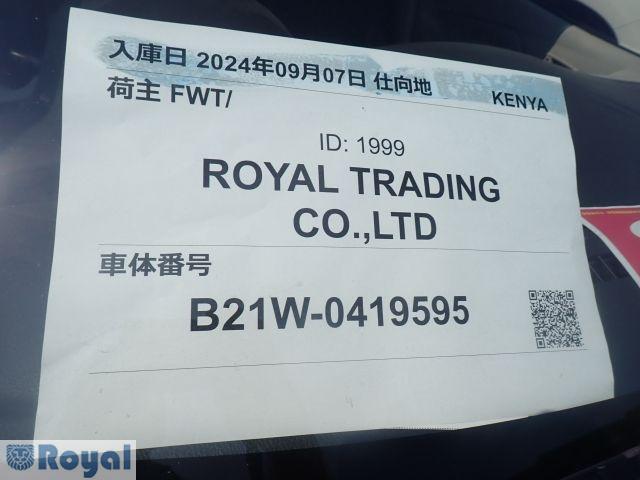 入庫日 2024年09月07日 仕向地 KENYA
荷主 FWT/
ID: 1999
ROYAL TRADING
CO.,LTD
車体番号
B21W-0419595
Royal